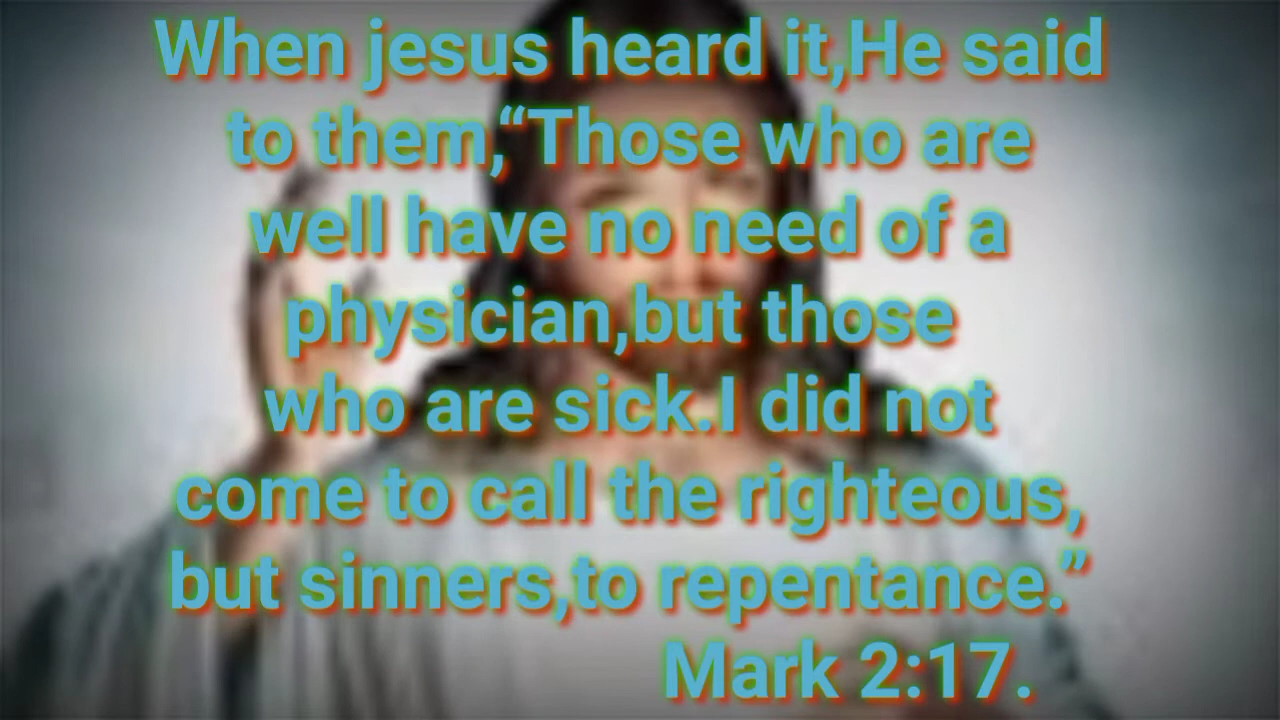 When jesus heard it,He said
to them,“Those who are
well have no need of a
physician,but those
who are sick.I did not
come to call the righteous,
but sinners,to repentance.”
Mark 2:17.